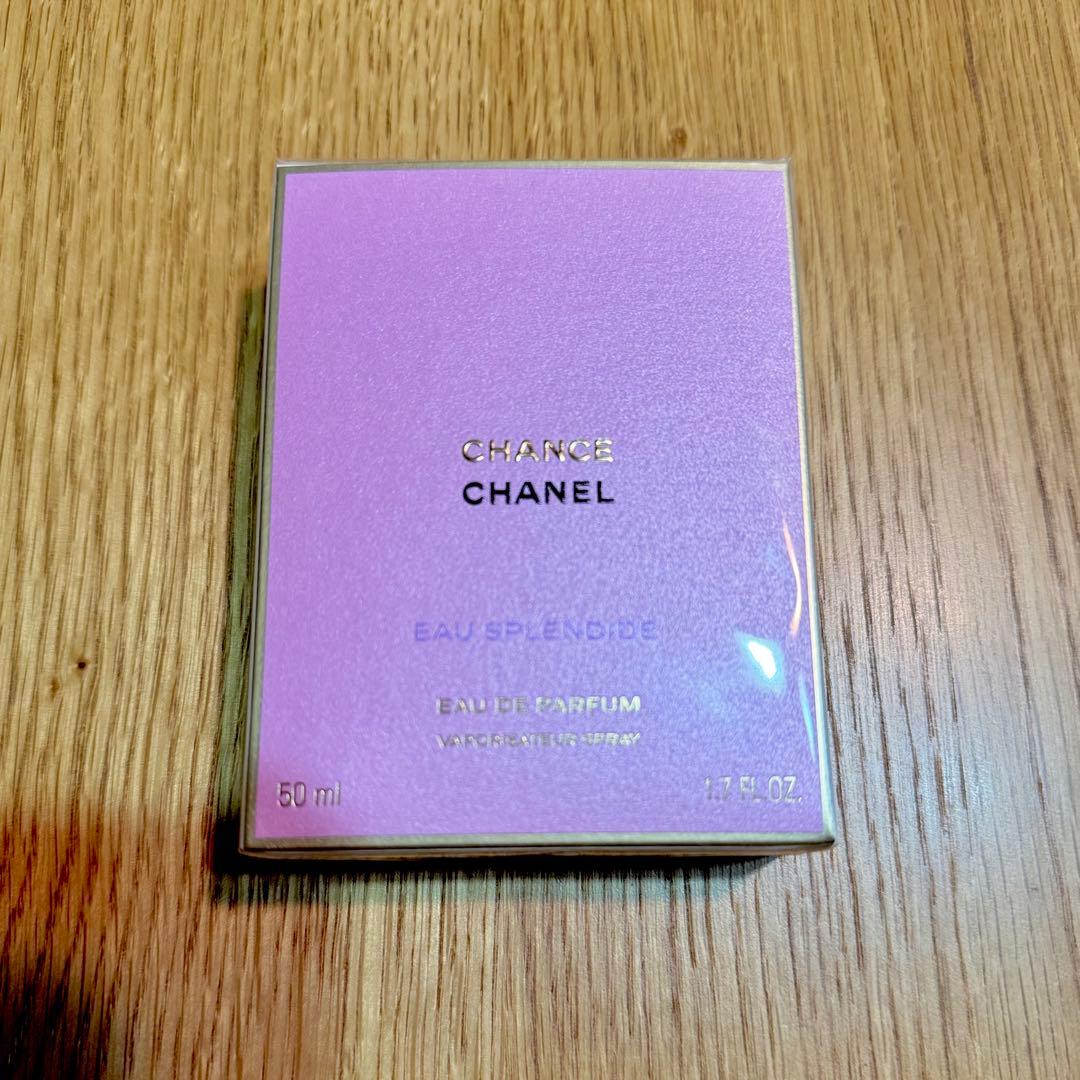 CHANCE
CHANEL
EAU SPLENDIDE
EAU DE PARFUM
VAPORISATEUR SPRAY
50 ml
1.7 FL.OZ.